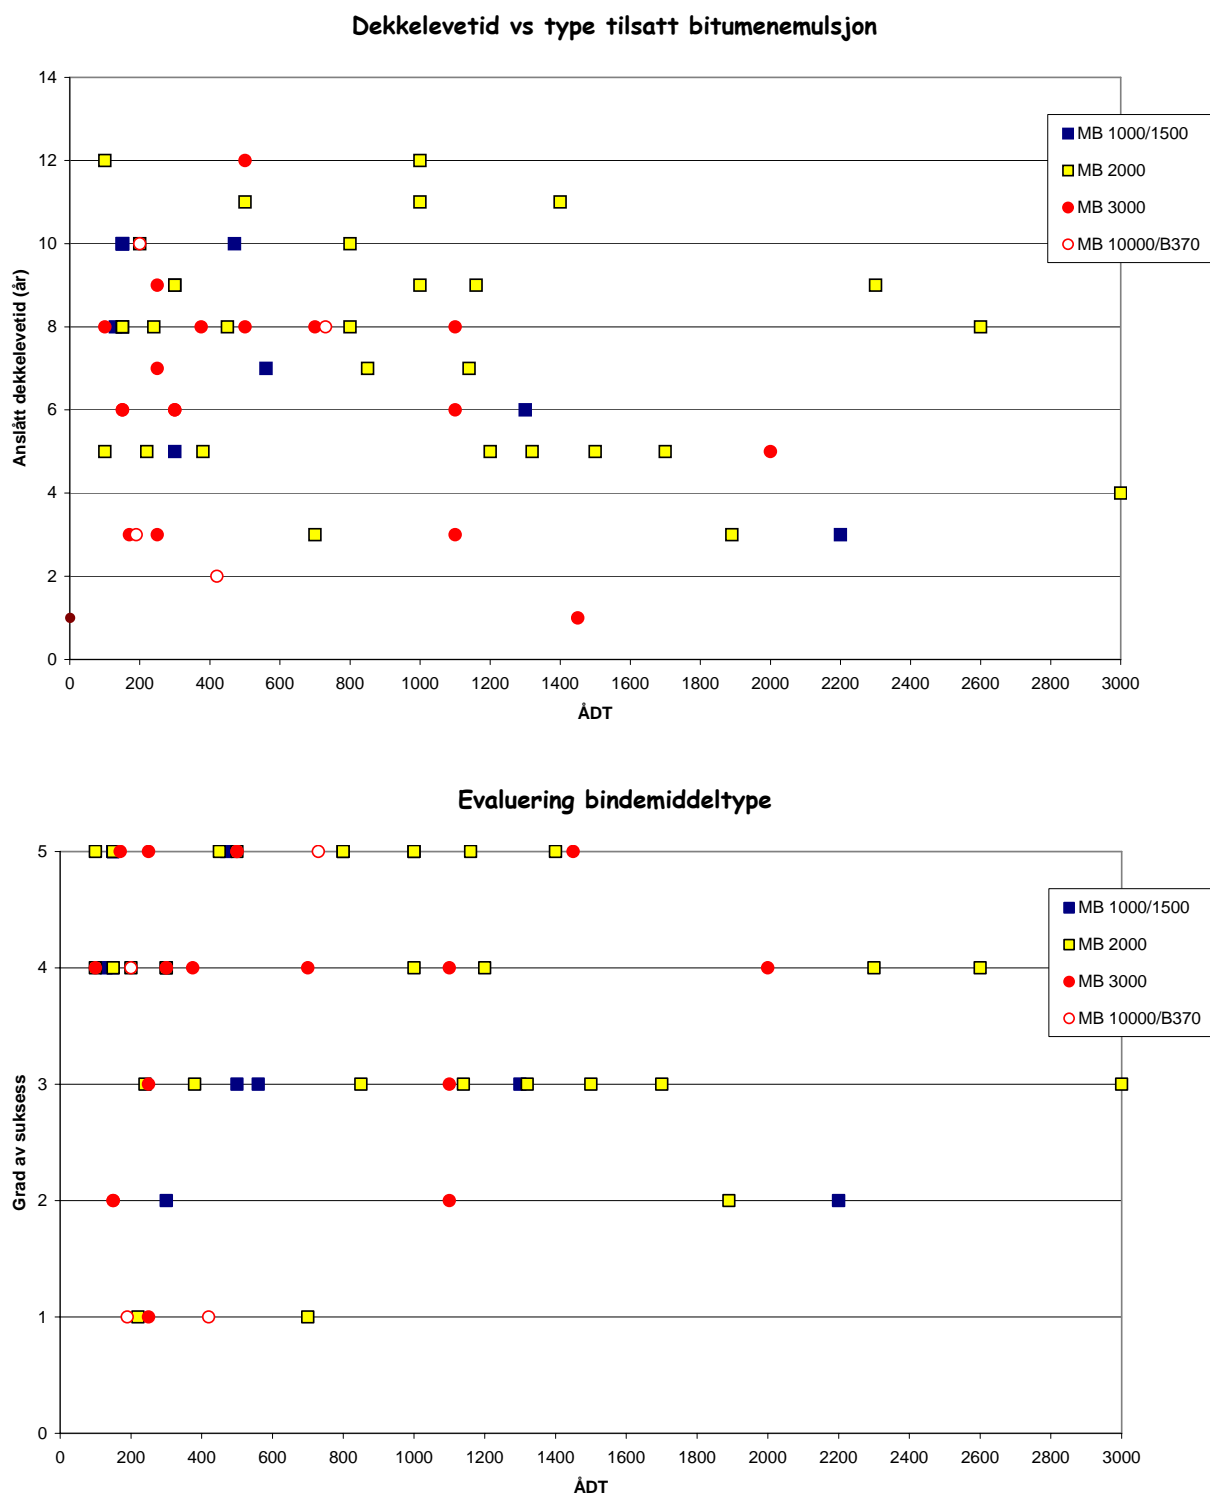 Dekkelevetid vs type tilsatt bitumenemulsjon
14
12
10
8
6
4
2
0
Anslått dekkelevetid (år)
0 200 400 600 800 1000 1200 1400 1600 1800 2000 2200 2400 2600 2800 3000
ÅDT
MB 1000/1500
MB 2000
MB 3000
MB 10000/B370
Evaluering bindemiddeltype
5
4
3
2
1
0
Grad av suksess
0 200 400 600 800 1000 1200 1400 1600 1800 2000 2200 2400 2600 2800 3000
ÅDT
MB 1000/1500
MB 2000
MB 3000
MB 10000/B370